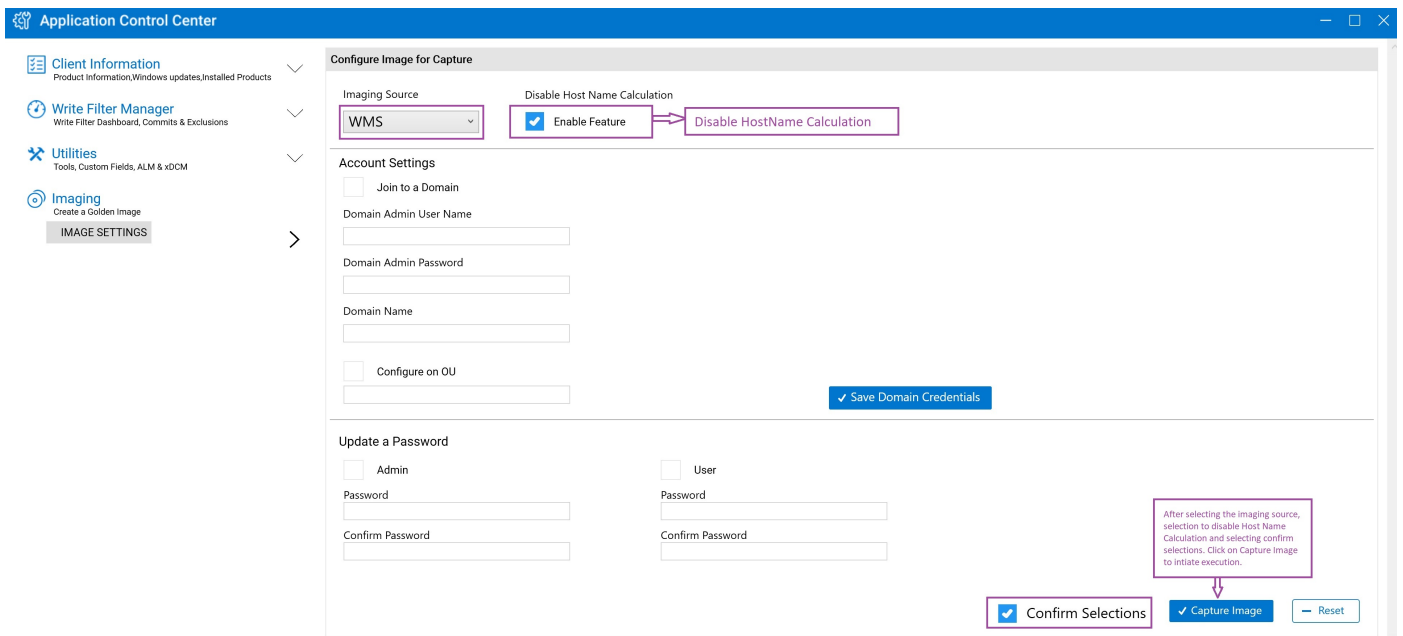 Application Control Center
Client Information
Product Information,Windows updates,Installed Products
Write Filter Manager
Write Filter Dashboard, Commits & Exclusions
Utilities
Tools, Custom Fields, ALM & xDCM
Imaging
Create a Golden Image
IMAGE SETTINGS
Configure Image for Capture
Imaging Source
Disable Host Name Calculation
WMS
Enable Feature
Disable HostName Calculation
Account Settings
Join to a Domain
Domain Admin User Name
Domain Admin Password
Domain Name
Configure on OU
Save Domain Credentials
Update a Password
Admin
User
Password
Password
Confirm Password
Confirm Password
After selecting the imaging source,
selection to disable Host Name
Calculation and selecting confirm
selections. Click on Capture Image
to intiate execution.
Confirm Selections
Capture Image
Reset